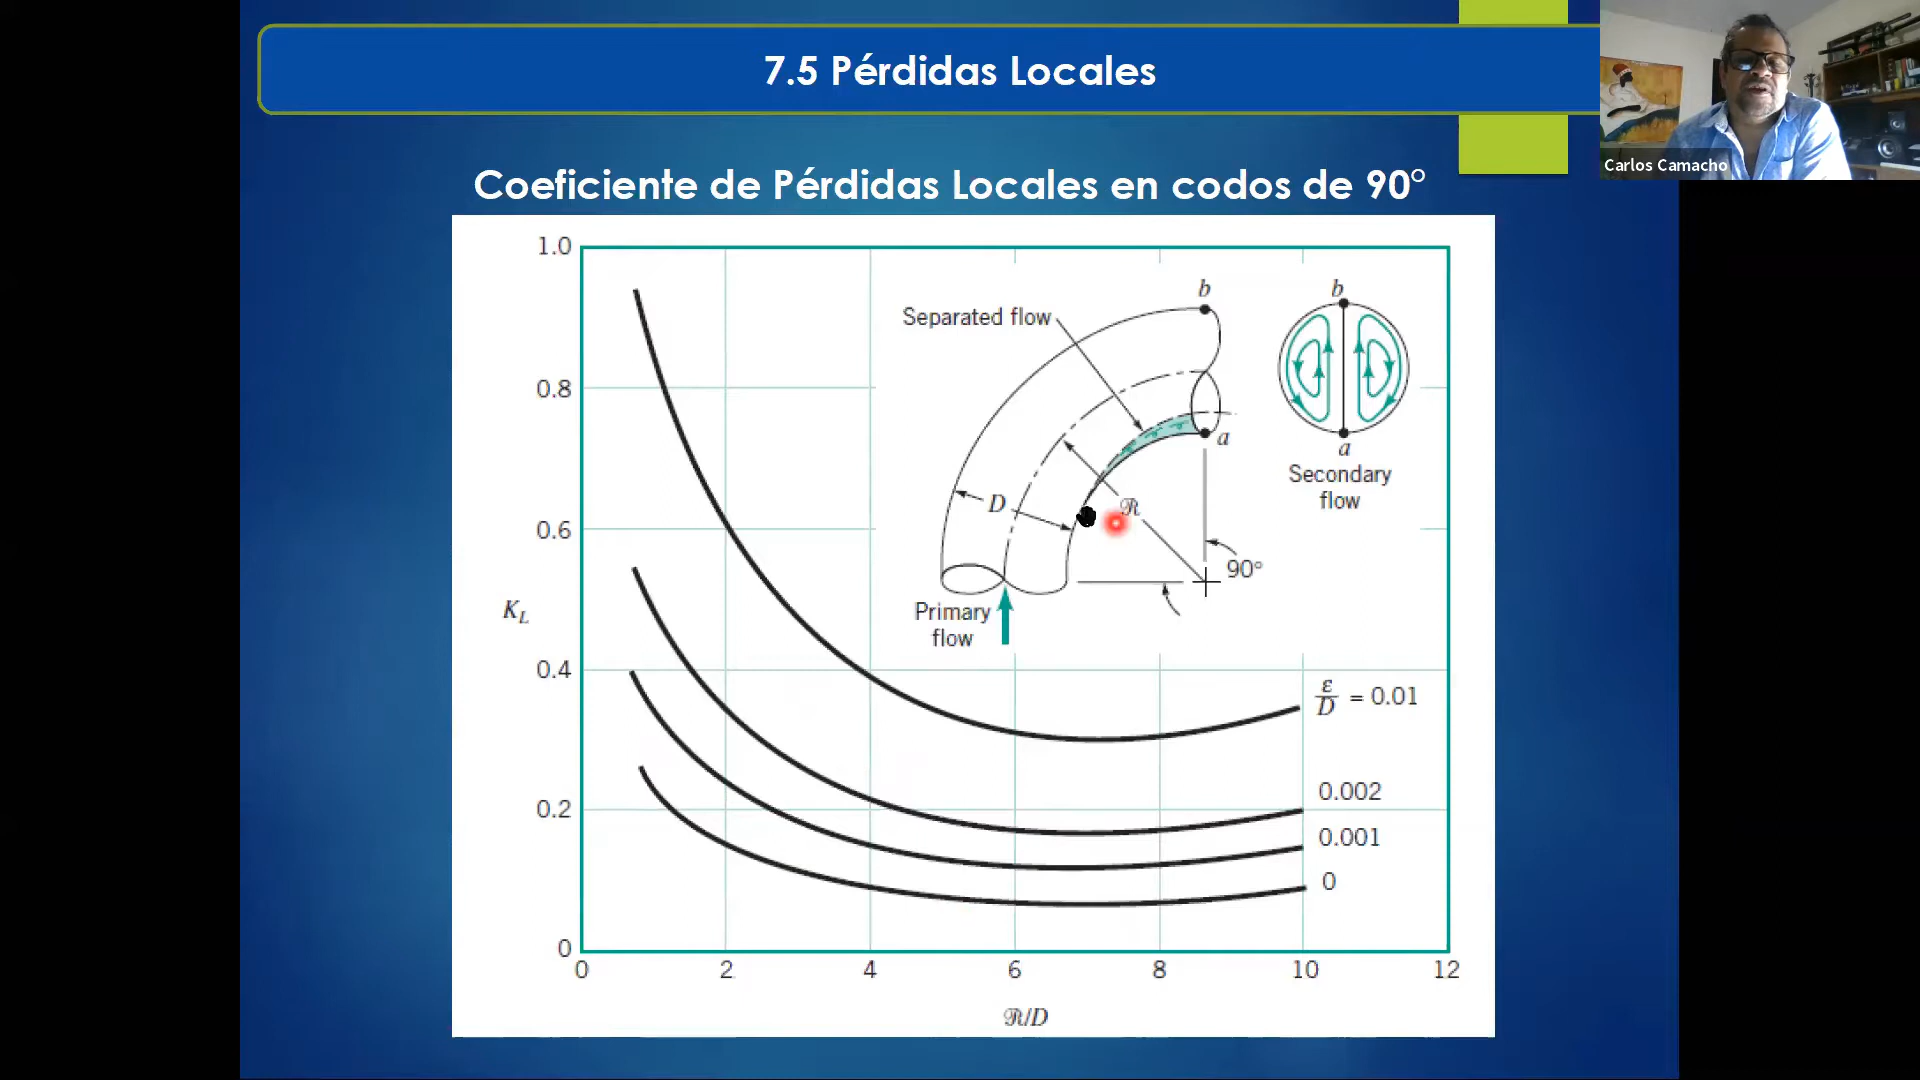 7.5 Pérdidas Locales
Carlos Camacho
Coeficiente de Pérdidas Locales en codos de 90°
1.0
0.8
0.6
0.4
0.2
0
K_L
0
2
4
6
8
10
12
ℛ/D
Separated flow
b
a
D
ℛ
90°
Primary
flow
b
a
Secondary
flow
ε/D = 0.01
0.002
0.001
0